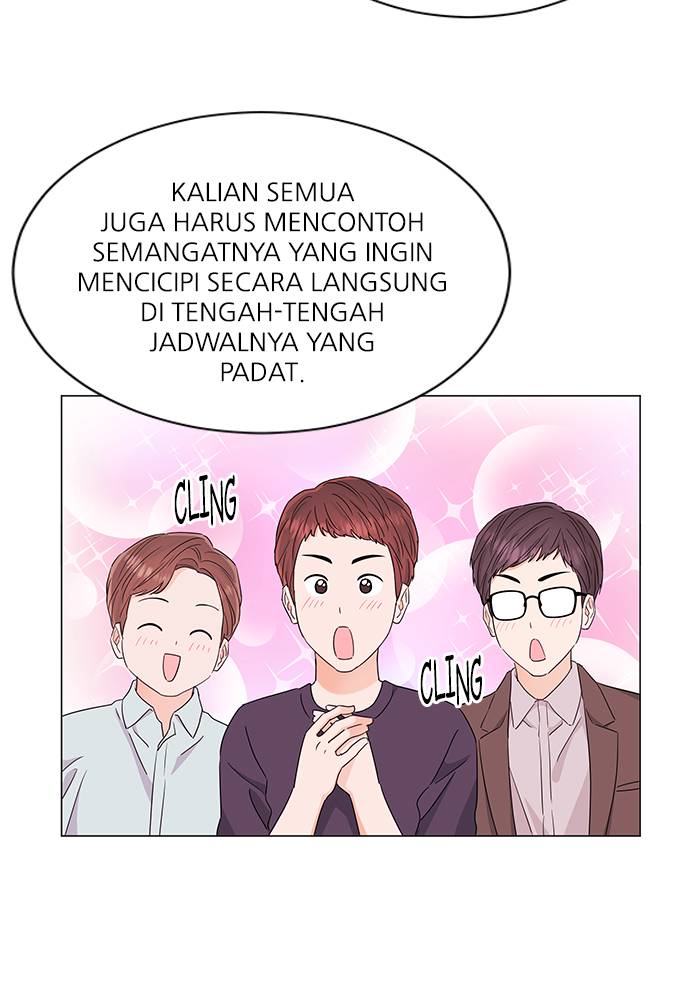 KALIAN SEMUA
JUGA HARUS MENCONTOH
SEMANGATNYA YANG INGIN
MENCICIPI SECARA LANGSUNG
DI TENGAH-TENGAH
JADWALNYA YANG
PADAT.
CLING
CLING